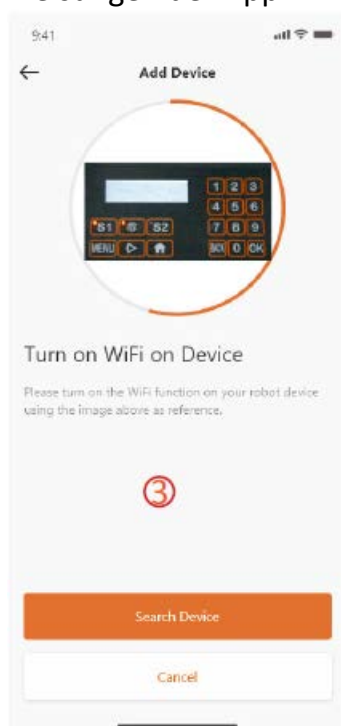 9:41
Add Device
1 2 3
4 5 6
S1 S2 7 8 9
MENU BACK 0 OK
Turn on WiFi on Device
Please turn on the WiFi function on your robot device
using the image above as reference.
③
Search Device
Cancel